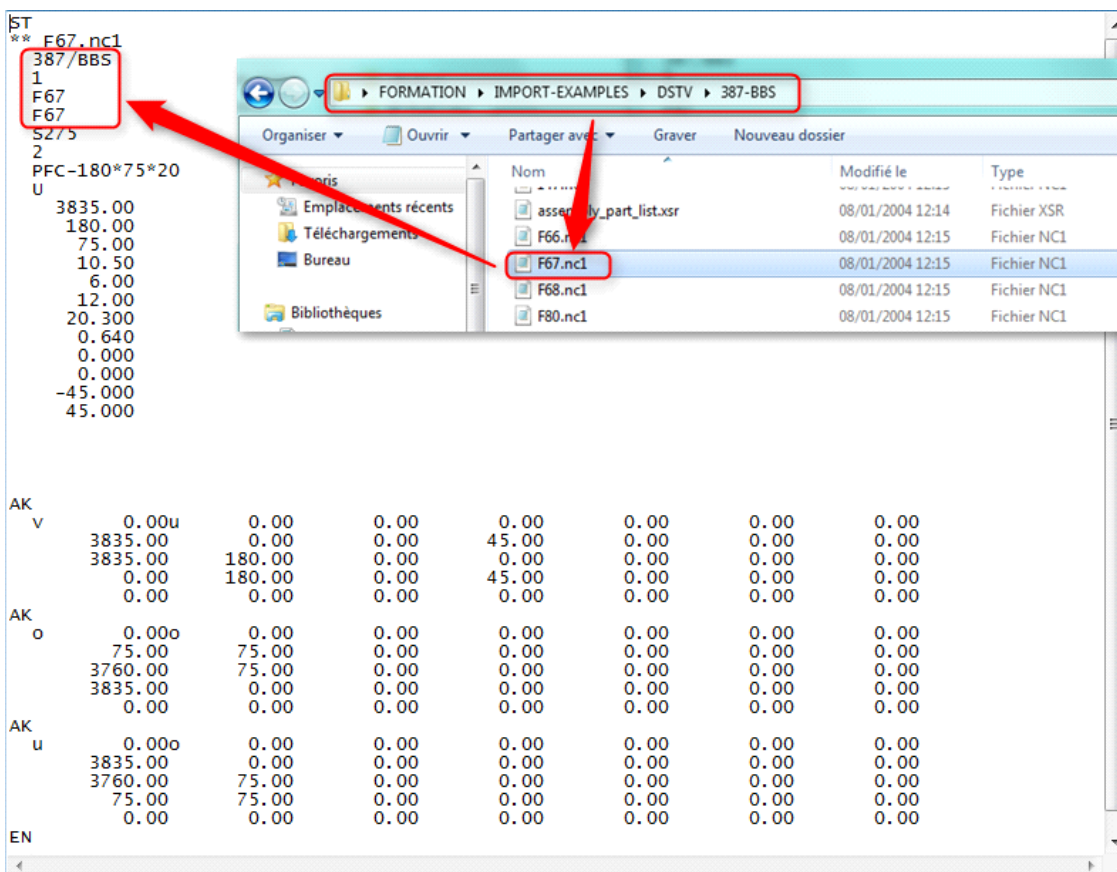 ST
** F67.nc1
387/BBS
1
F67
F67
S275
2
PFC-180*75*20
U
3835.00
180.00
75.00
10.50
6.00
12.00
20.300
0.640
0.000
0.000
-45.000
45.000
FORMATION IMPORT-EXAMPLES DSTV 387-BBS
Organiser Ouvrir Partager avec Graver Nouveau dossier
Nom Modifié le Type
Emplacements récents assembly_part_list.xsr 08/01/2004 12:14 Fichier XSR
Téléchargements F66.nc1 08/01/2004 12:15 Fichier NC1
Bureau F67.nc1 08/01/2004 12:15 Fichier NC1
F68.nc1 08/01/2004 12:15 Fichier NC1
Bibliothèques F80.nc1 08/01/2004 12:15 Fichier NC1
AK
v 0.00u 0.00 0.00 0.00 0.00 0.00 0.00
3835.00 0.00 0.00 45.00 0.00 0.00 0.00
3835.00 180.00 0.00 0.00 0.00 0.00 0.00
0.00 180.00 0.00 45.00 0.00 0.00 0.00
0.00 0.00 0.00 0.00 0.00 0.00 0.00
AK
o 0.00o 0.00 0.00 0.00 0.00 0.00 0.00
75.00 75.00 0.00 0.00 0.00 0.00 0.00
3760.00 75.00 0.00 0.00 0.00 0.00 0.00
3835.00 0.00 0.00 0.00 0.00 0.00 0.00
0.00 0.00 0.00 0.00 0.00 0.00 0.00
AK
u 0.00o 0.00 0.00 0.00 0.00 0.00 0.00
3835.00 0.00 0.00 0.00 0.00 0.00 0.00
3760.00 75.00 0.00 0.00 0.00 0.00 0.00
75.00 75.00 0.00 0.00 0.00 0.00 0.00
0.00 0.00 0.00 0.00 0.00 0.00 0.00
EN